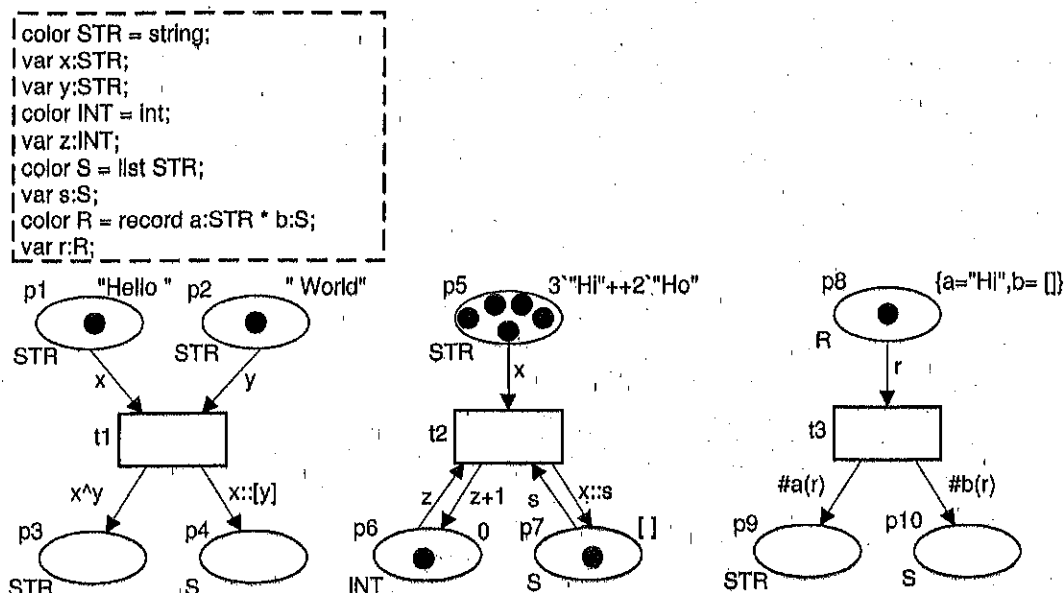 color STR = string;
var x:STR;
var y:STR;
color INT = int;
var z:INT;
color S = list STR;
var s:S;
color R = record a:STR * b:S;
var r:R;
p1 "Hello " p2 " World" p5 3`"Hi"++2`"Ho" p8 {a="Hi",b= []}
STR STR STR R
x y x r
t1 t2 t3
x^y x::[y] z z+1 s x::s #a(r) #b(r)
p3 p4 p6 0 p7 [ ] p9 p10
STR S INT S STR S